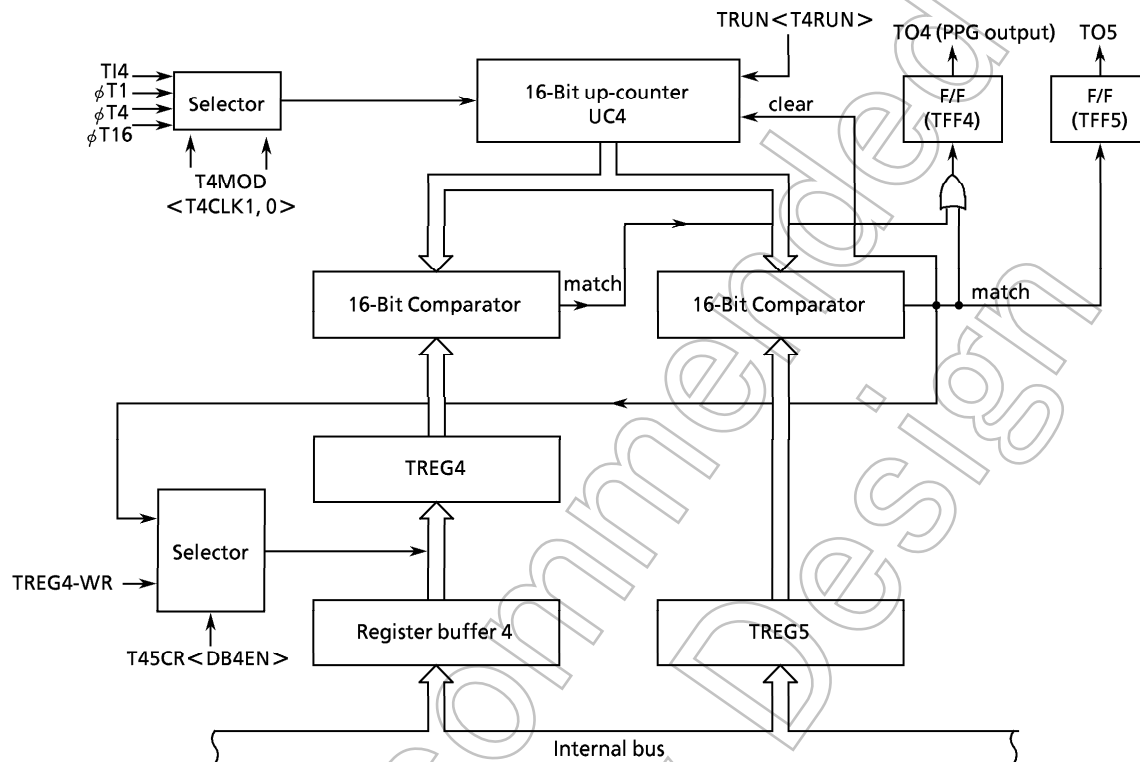 TRUN<T4RUN>
TO4 (PPG output)
TO5
TI4
φT1
φT4
φT16
Selector
16-Bit up-counter
UC4
clear
F/F
(TFF4)
F/F
(TFF5)
T4MOD
<T4CLK1, 0>
16-Bit Comparator
match
16-Bit Comparator
match
TREG4
Selector
TREG4-WR
T45CR<DB4EN>
Register buffer 4
TREG5
Internal bus
ommended
Design